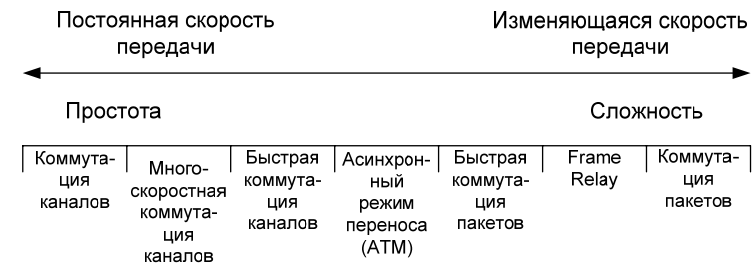 Постоянная скорость
передачи
Изменяющаяся скорость
передачи
Простота
Сложность
Коммута-
ция
каналов
Много-
скоростная
коммута-
ция
каналов
Быстрая
коммута-
ция
каналов
Асинхрон-
ный
режим
переноса
(ATM)
Быстрая
коммута-
ция
пакетов
Frame
Relay
Коммута-
ция
пакетов